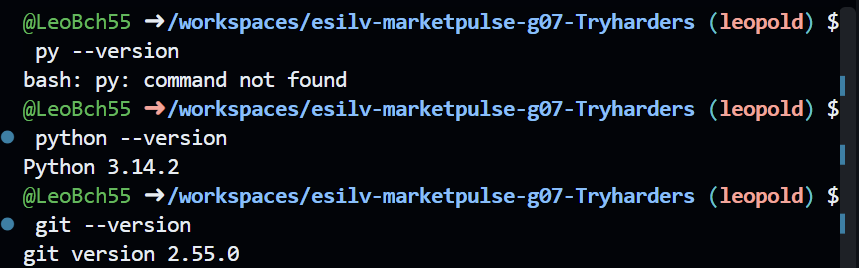 @LeoBch55 ➜/workspaces/esilv-marketpulse-g07-Tryharders (leopold) $
py --version
bash: py: command not found
@LeoBch55 ➜/workspaces/esilv-marketpulse-g07-Tryharders (leopold) $
python --version
Python 3.14.2
@LeoBch55 ➜/workspaces/esilv-marketpulse-g07-Tryharders (leopold) $
git --version
git version 2.55.0